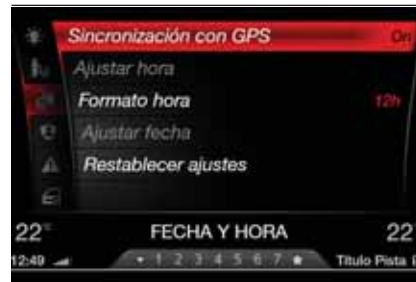 Sincronización con GPS On
Ajustar hora
Formato hora 12h
Ajustar fecha
Restablecer ajustes
22° FECHA Y HORA 22
12:49 1 2 3 4 5 6 7 Título Pista